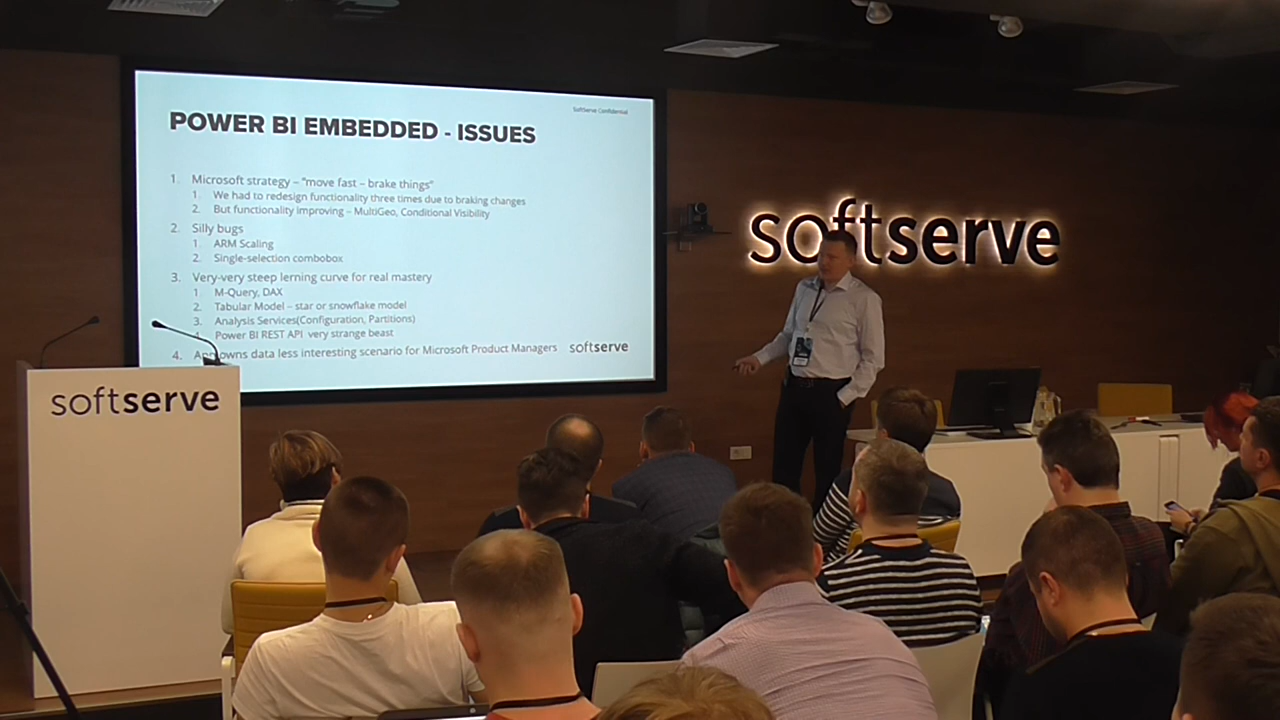 SoftServe Confidential
POWER BI EMBEDDED - ISSUES
1. Microsoft strategy – "move fast – brake things"
1. We had to redesign functionality three times due to braking changes
2. But functionality improving – MultiGeo, Conditional Visibility
2. Silly bugs
1. ARM Scaling
2. Single-selection combobox
3. Very-very steep lerning curve for real mastery
1. M-Query, DAX
2. Tabular Model – star or snowflake model
3. Analysis Services(Configuration, Partitions)
4. Power BI REST API very strange beast
4. App owns data less interesting scenario for Microsoft Product Managers
softserve
softserve
softserve